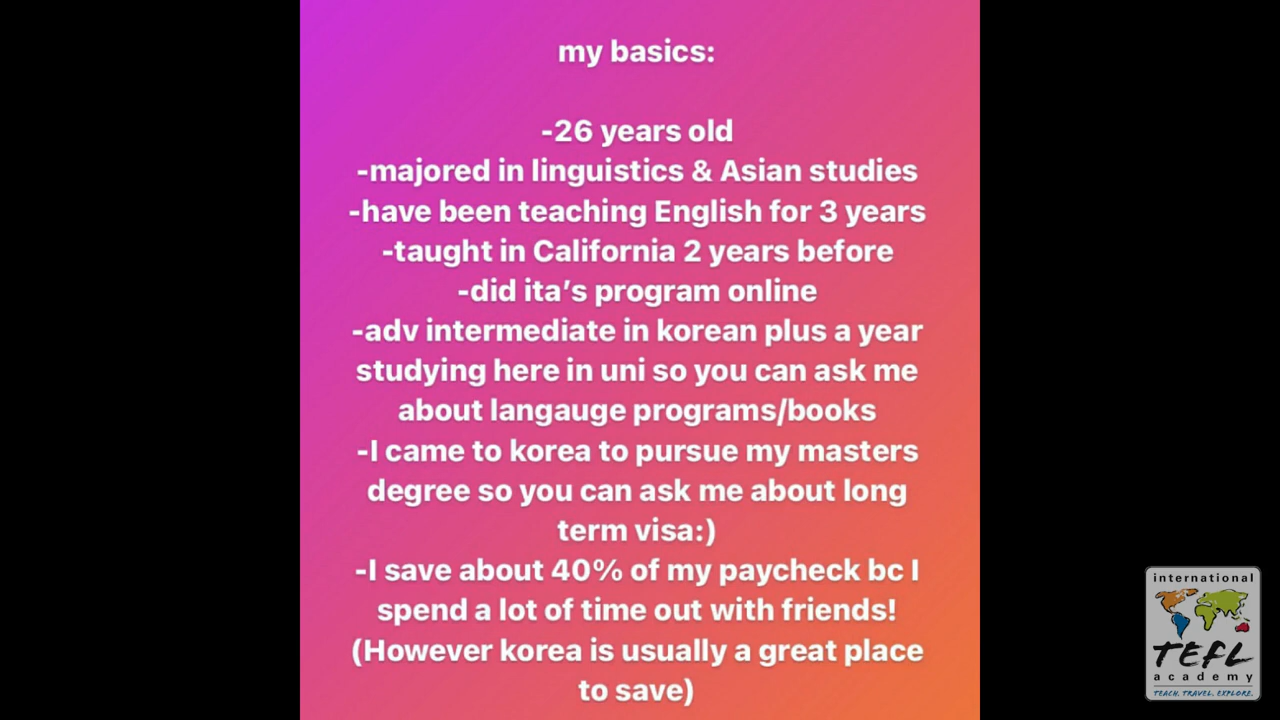 my basics:
-26 years old
-majored in linguistics & Asian studies
-have been teaching English for 3 years
-taught in California 2 years before
-did ita’s program online
-adv intermediate in korean plus a year
studying here in uni so you can ask me
about langauge programs/books
-I came to korea to pursue my masters
degree so you can ask me about long
term visa:)
-I save about 40% of my paycheck bc I
spend a lot of time out with friends!
(However korea is usually a great place
to save)
international
TEFL
academy
TEACH. TRAVEL. EXPLORE.